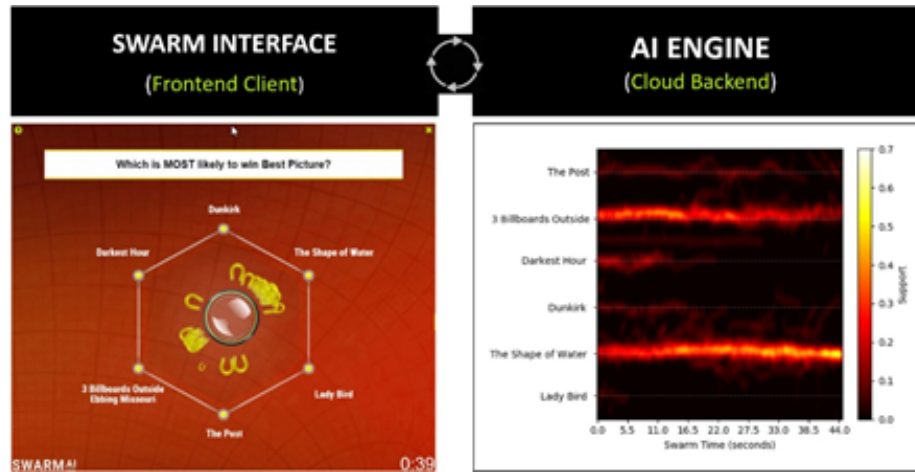 SWARM INTERFACE
(Frontend Client)
AI ENGINE
(Cloud Backend)
Which is MOST likely to win Best Picture?
Dunkirk
Darkest Hour
The Shape of Water
3 Billboards Outside
Ebbing Missouri
Lady Bird
The Post
SWARM AI
0:39
The Post
3 Billboards Outside
Darkest Hour
Dunkirk
The Shape of Water
Lady Bird
0.0 5.5 11.0 16.5 22.0 27.5 33.0 38.5 44.0
Swarm Time (seconds)
0.7
0.6
0.5
0.4
0.3
0.2
0.1
0.0
Support